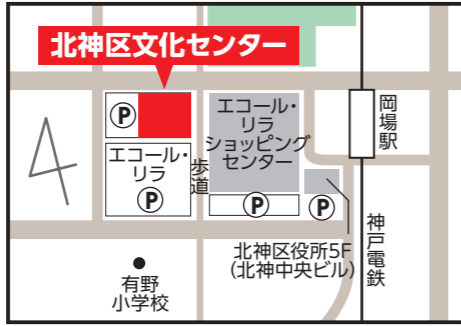 北神区文化センター
P
エコール・
リラ
P
歩道
エコール・
リラ
ショッピング
センター
P
P
岡場駅
神戸電鉄
北神区役所5F
(北神中央ビル)
有野
小学校